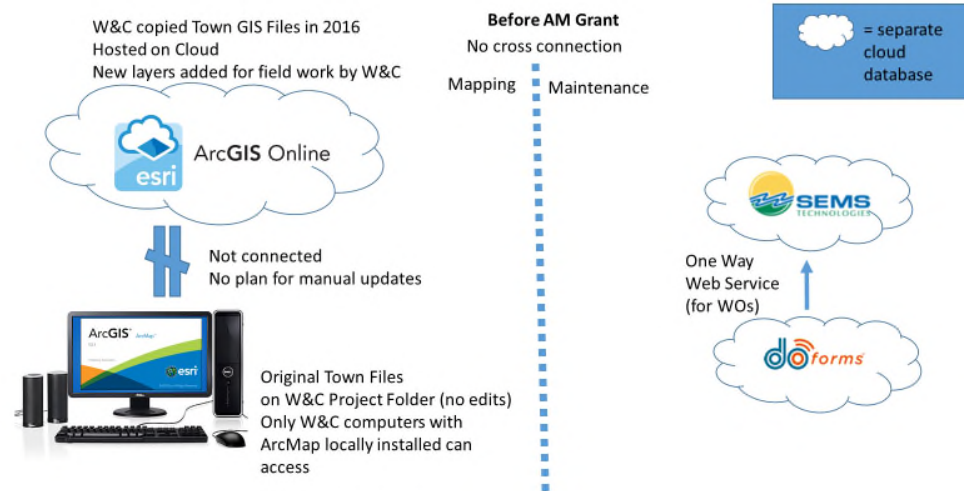 W&C copied Town GIS Files in 2016
Hosted on Cloud
New layers added for field work by W&C
Before AM Grant
No cross connection
Mapping
Maintenance
= separate
cloud
database
esri
ArcGIS Online
SEMS
TECHNOLOGIES
Not connected
No plan for manual updates
One Way
Web Service
(for WOs)
doforms
ArcGIS ArcMap
esri
Original Town Files
on W&C Project Folder (no edits)
Only W&C computers with
ArcMap locally installed can
access